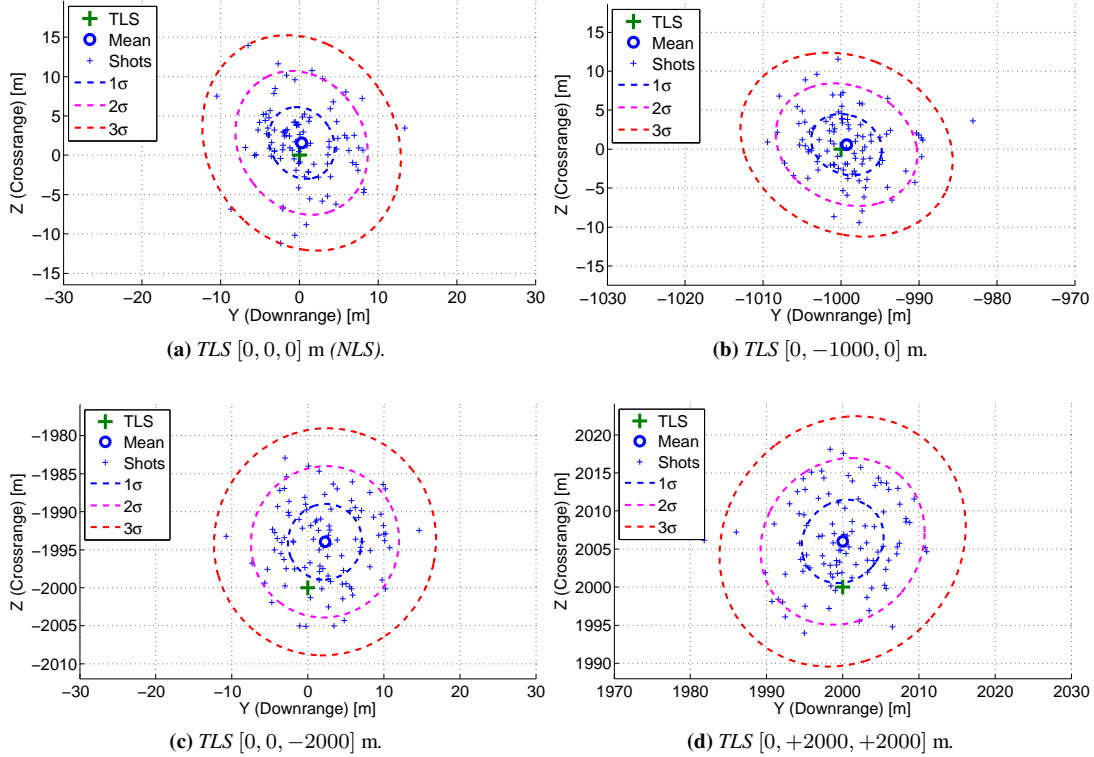 TLS
Mean
Shots
1σ
2σ
3σ
15
10
5
0
−5
−10
−15
Z (Crossrange) [m]
−30 −20 −10 0 10 20 30
Y (Downrange) [m]
(a) TLS [0, 0, 0] m (NLS).
TLS
Mean
Shots
1σ
2σ
3σ
15
10
5
0
−5
−10
−15
Z (Crossrange) [m]
−1030 −1020 −1010 −1000 −990 −980 −970
Y (Downrange) [m]
(b) TLS [0, −1000, 0] m.
TLS
Mean
Shots
1σ
2σ
3σ
−1980
−1985
−1990
−1995
−2000
−2005
−2010
Z (Crossrange) [m]
−30 −20 −10 0 10 20 30
Y (Downrange) [m]
(c) TLS [0, 0, −2000] m.
TLS
Mean
Shots
1σ
2σ
3σ
2020
2015
2010
2005
2000
1995
1990
Z (Crossrange) [m]
1970 1980 1990 2000 2010 2020 2030
Y (Downrange) [m]
(d) TLS [0, +2000, +2000] m.